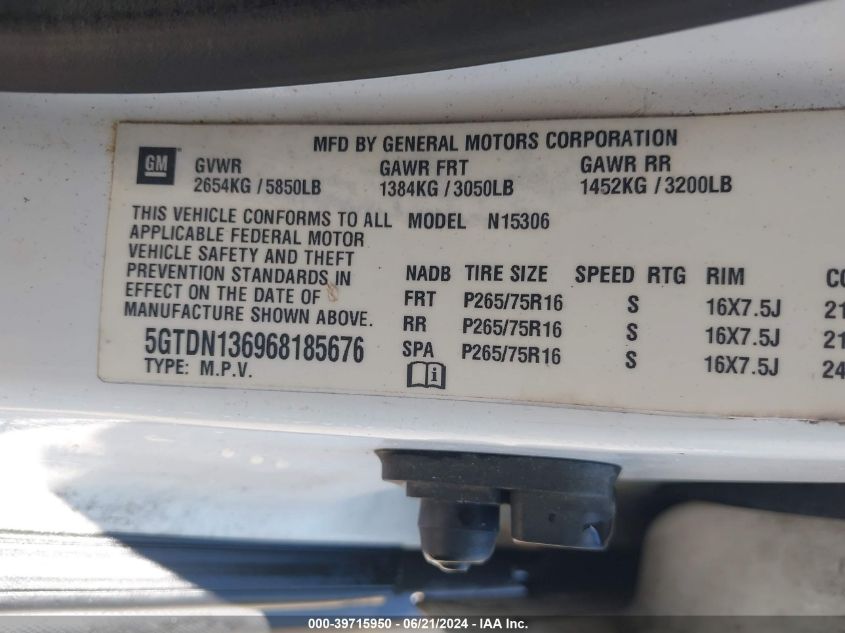 MFD BY GENERAL MOTORS CORPORATION
GM
GVWR GAWR FRT GAWR RR
2654KG / 5850LB 1384KG / 3050LB 1452KG / 3200LB
THIS VEHICLE CONFORMS TO ALL MODEL N15306
APPLICABLE FEDERAL MOTOR
VEHICLE SAFETY AND THEFT
PREVENTION STANDARDS IN
EFFECT ON THE DATE OF
MANUFACTURE SHOWN ABOVE.
5GTDN136968185676
TYPE: M.P.V.
NADB TIRE SIZE SPEED RTG RIM
FRT P265/75R16 S 16X7.5J 21
RR P265/75R16 S 16X7.5J 21
SPA P265/75R16 S 16X7.5J 24
i
000-39715950 - 06/21/2024 - IAA Inc.